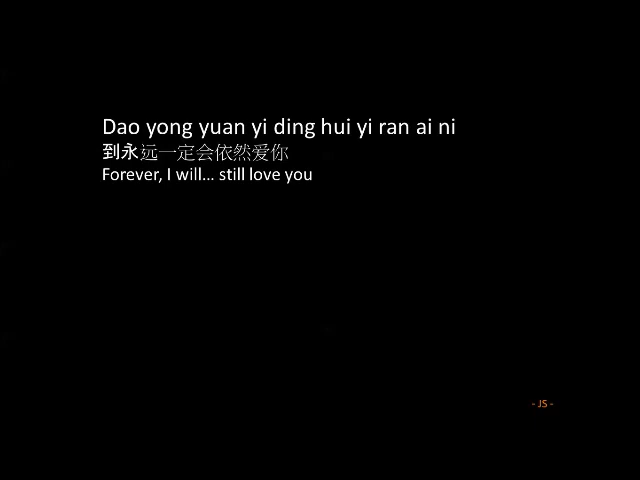 Dao yong yuan yi ding hui yi ran ai ni
到永远一定会依然爱你
Forever, I will... still love you
- JS -